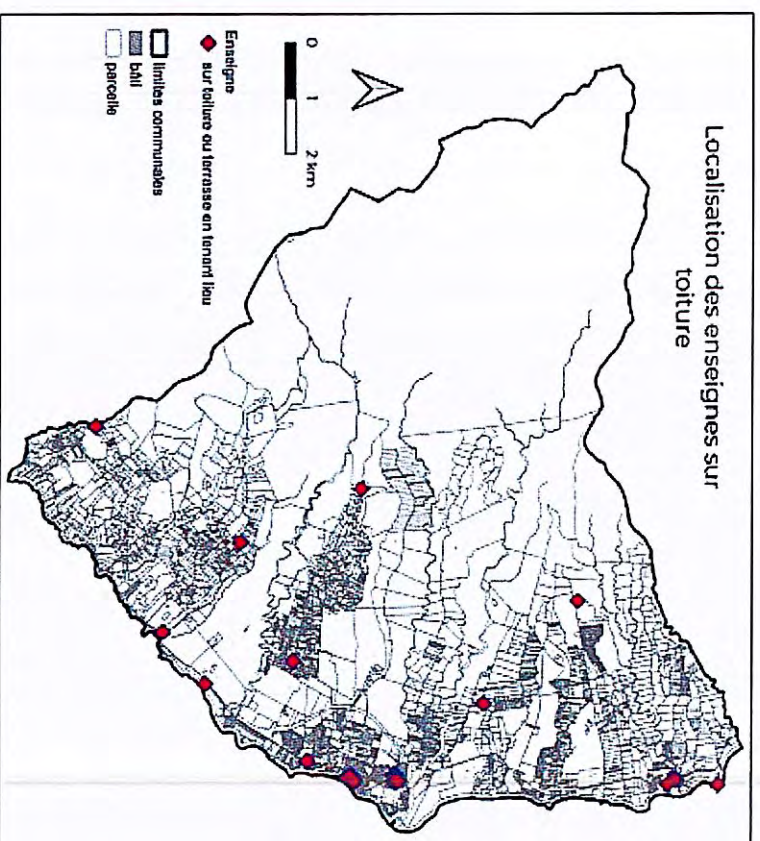 Localisation des enseignes sur
toiture
0 1 2 km
Enseigne
sur toiture ou terrasse en tenant lieu
limites communales
bâti
parcelle